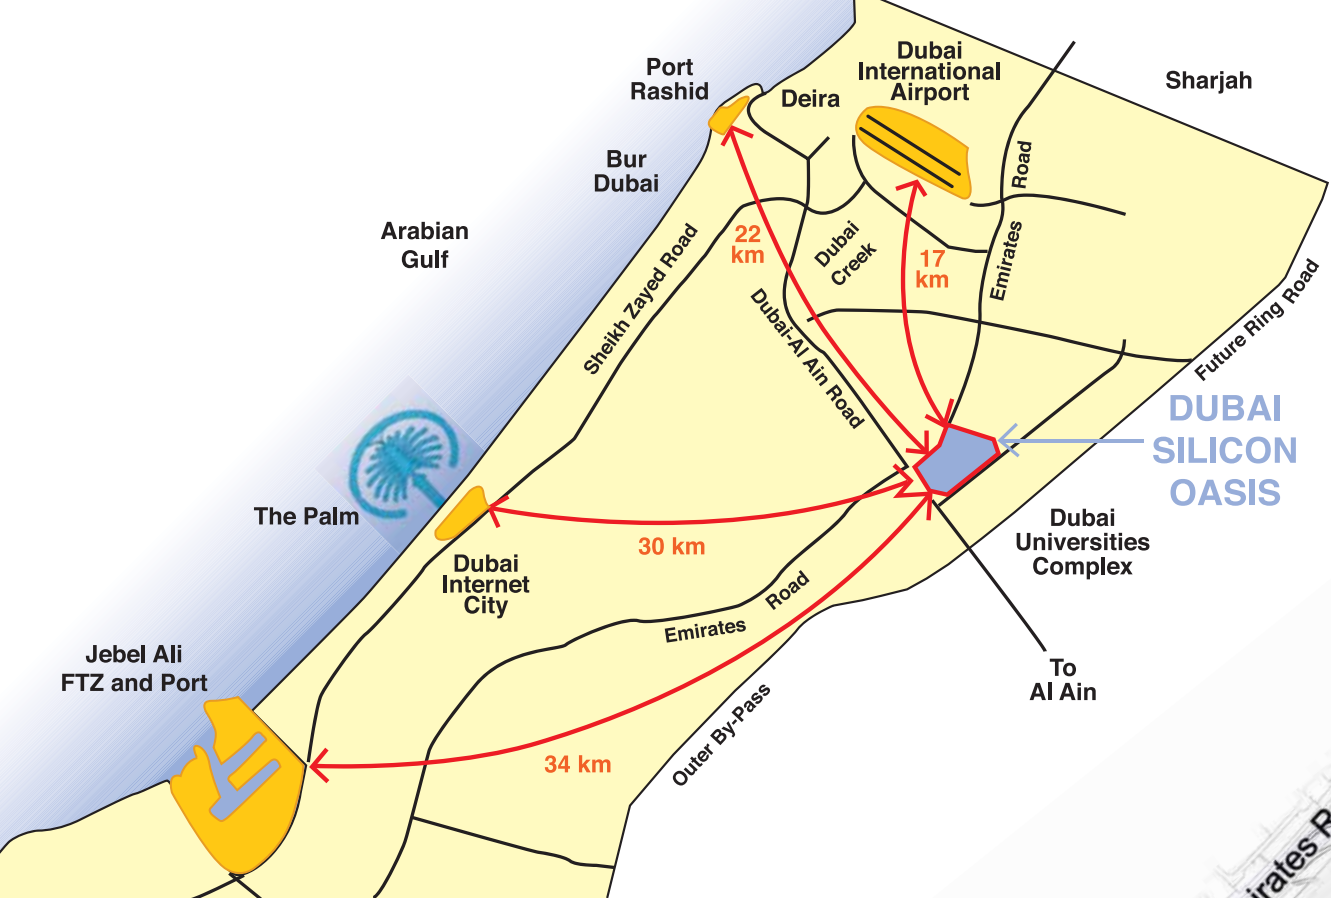 Port
Rashid
Deira
Dubai
International
Airport
Sharjah
Bur
Dubai
Road
Arabian
Gulf
Sheikh Zayed Road
22
km
Dubai
Creek
17
km
Emirates
Future Ring Road
Dubai-Al Ain Road
DUBAI
SILICON
OASIS
The Palm
30 km
Dubai
Universities
Complex
Dubai
Internet
City
Emirates
Road
To
Al Ain
Jebel Ali
FTZ and Port
34 km
Outer By-Pass
irates R